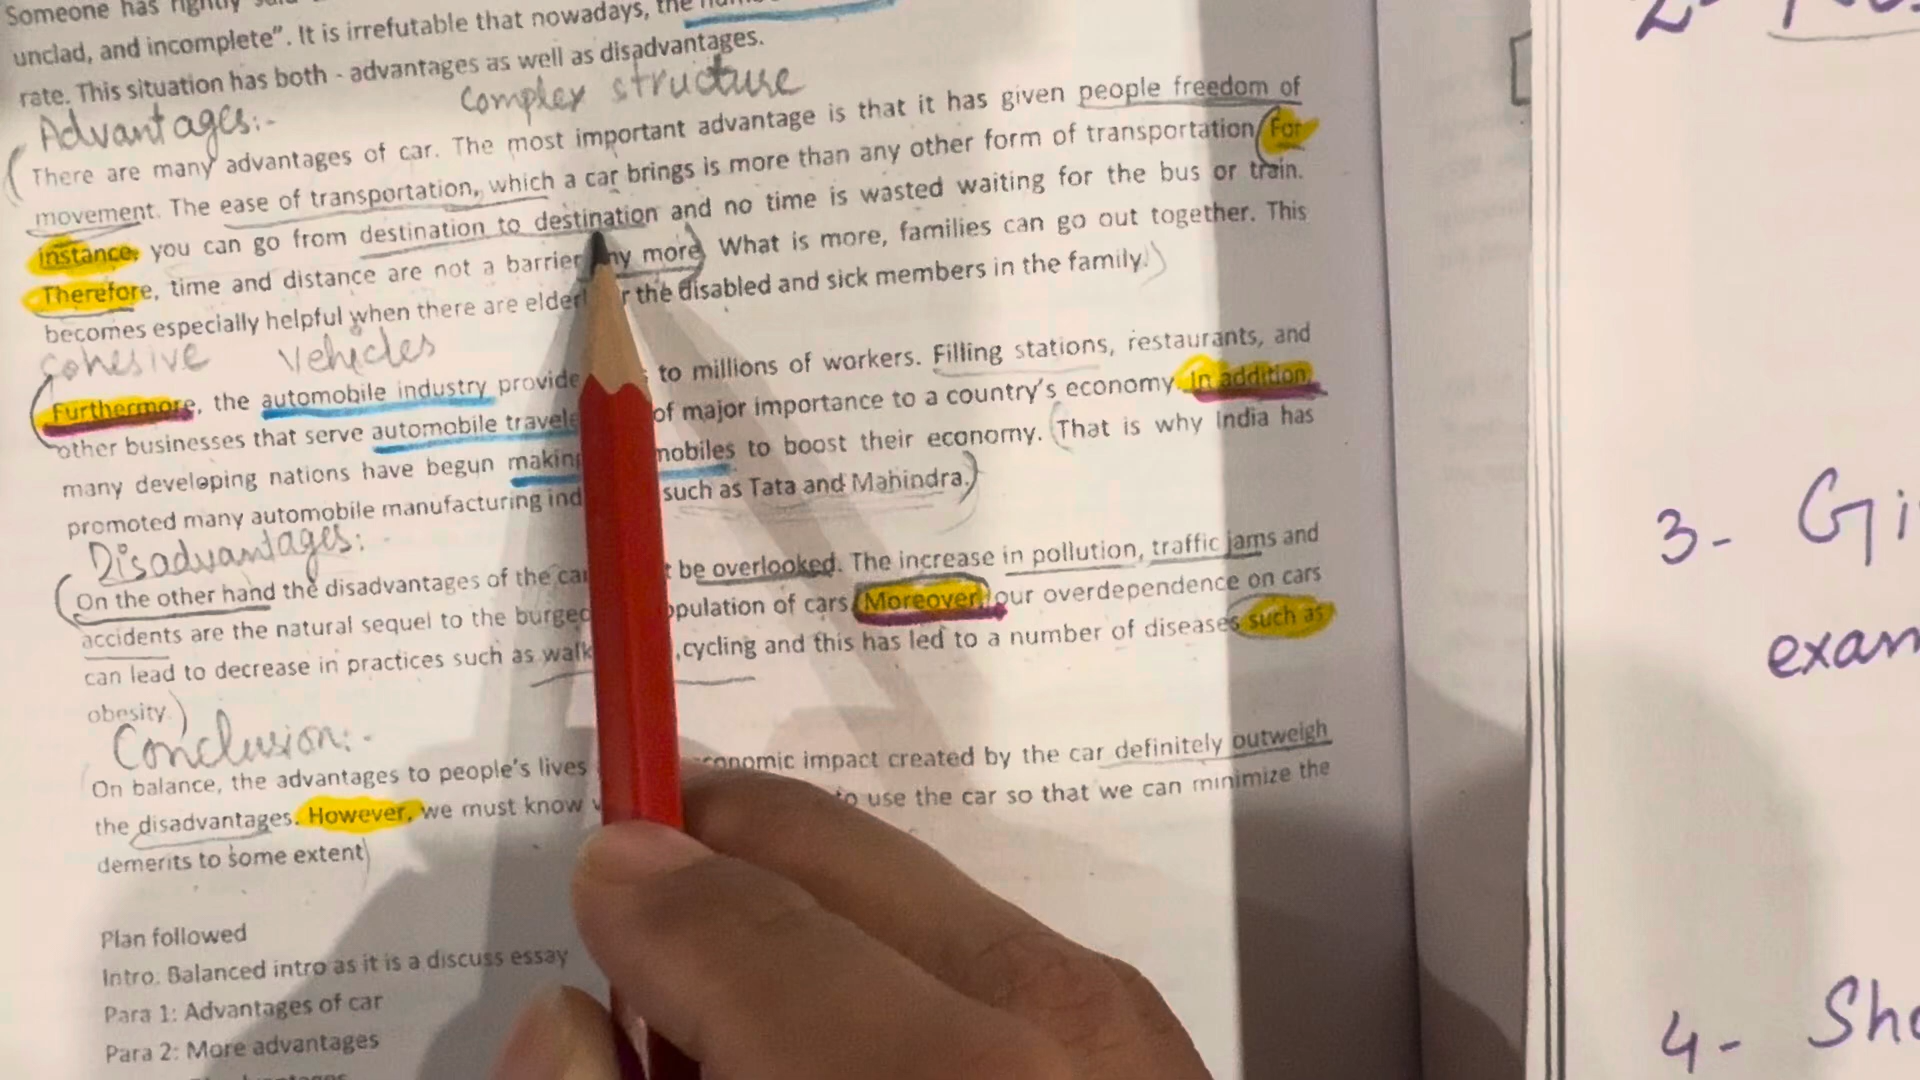 Someone has rightly
unclad, and incomplete”. It is irrefutable that nowadays, the
rate. This situation has both - advantages as well as disadvantages.
Complex structure
Advantages:-
There are many advantages of car. The most important advantage is that it has given people freedom of
movement. The ease of transportation, which a car brings is more than any other form of transportation. For
instance, you can go from destination to destination and no time is wasted waiting for the bus or train.
Therefore, time and distance are not a barrier any more. What is more, families can go out together. This
becomes especially helpful when there are the disabled and sick members in the family.
Cohesive Vehicles
Furthermore, the automobile industry to millions of workers. Filling stations, restaurants, and
other businesses that serve automobile of major importance to a country’s economy. In addition,
many developing nations have begun to boost their economy. That is why India has
promoted many automobile manufacturing such as Tata and Mahindra.
Disadvantages:-
On the other hand the disadvantages of the be overlooked. The increase in pollution, traffic jams and
accidents are the natural sequel to the of cars. Moreover, our overdependence on cars
can lead to decrease in practices such as ,cycling and this has led to a number of diseases such as
obesity.
Conclusion:-
On balance, the advantages to people’s lives impact created by the car definitely outweigh
the disadvantages. However, we must know to use the car so that we can minimize the
demerits to some extent
Plan followed
Intro: Balanced intro as it is a discuss essay
Para 1: Advantages of car
Para 2: More advantages
2-
3- Gi
exam
4- Sho